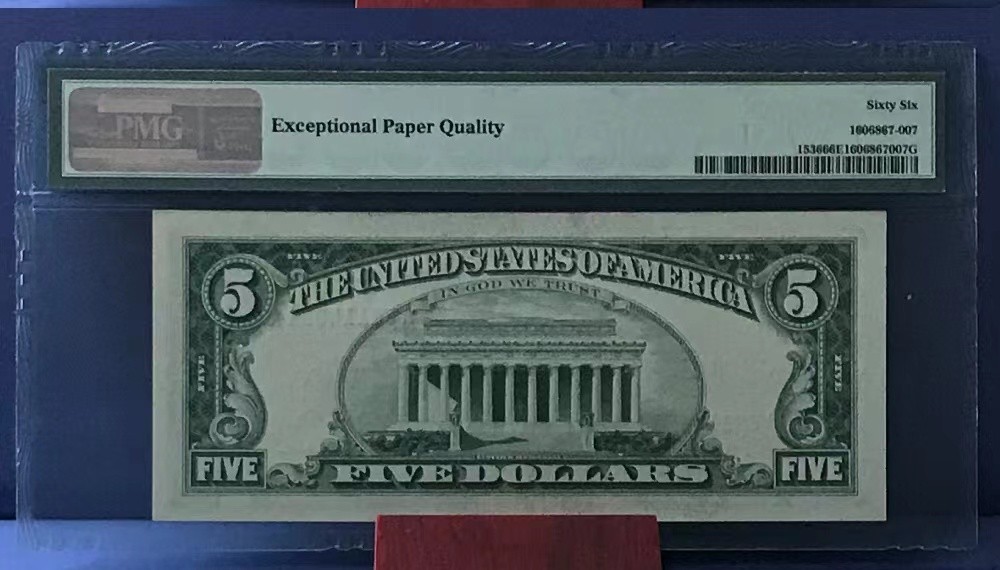 PMG
Exceptional Paper Quality
Sixty Six
1606867-007
153666E1606867007G
FIVE
FIVE
5
THE UNITED STATES OF AMERICA
5
IN GOD WE TRUST
FIVE
FIVE
FIVE
FIVE DOLLARS
FIVE